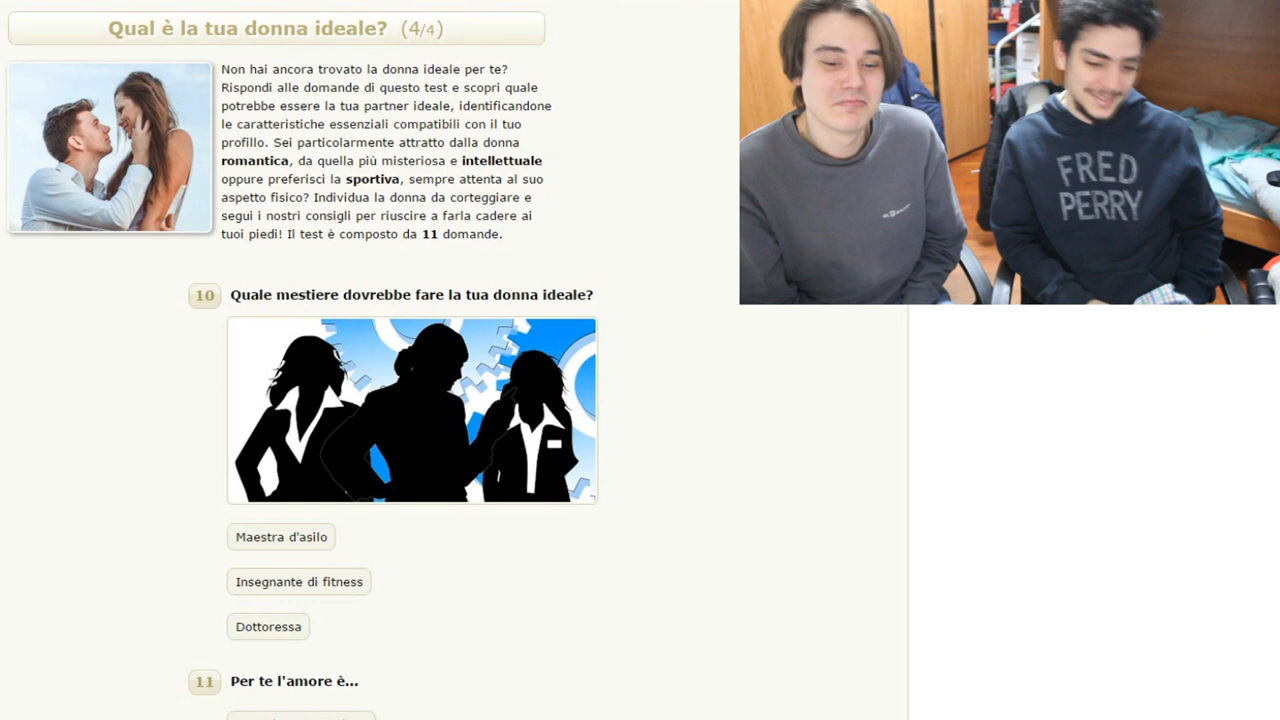 Qual è la tua donna ideale? (4/4)
Non hai ancora trovato la donna ideale per te?
Rispondi alle domande di questo test e scopri quale
potrebbe essere la tua partner ideale, identificandone
le caratteristiche essenziali compatibili con il tuo
profillo. Sei particolarmente attratto dalla donna
romantica, da quella più misteriosa e intellettuale
oppure preferisci la sportiva, sempre attenta al suo
aspetto fisico? Individua la donna da corteggiare e
segui i nostri consigli per riuscire a farla cadere ai
tuoi piedi! Il test è composto da 11 domande.
FRED
PERRY
10 Quale mestiere dovrebbe fare la tua donna ideale?
Maestra d'asilo
Insegnante di fitness
Dottoressa
11 Per te l'amore è...